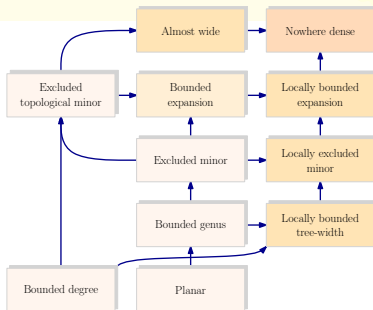 Almost wide
Nowhere dense
Excluded
topological minor
Bounded
expansion
Locally bounded
expansion
Excluded minor
Locally excluded
minor
Bounded genus
Locally bounded
tree-width
Bounded degree
Planar